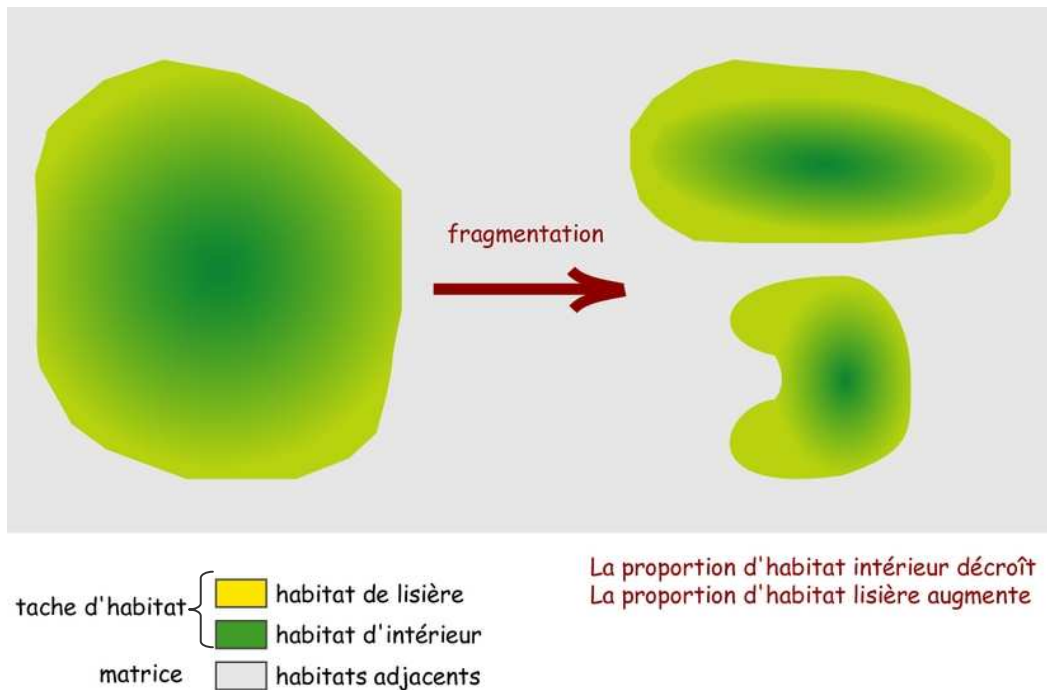 fragmentation
La proportion d'habitat intérieur décroît
La proportion d'habitat lisière augmente
tache d'habitat
habitat de lisière
habitat d'intérieur
matrice
habitats adjacents